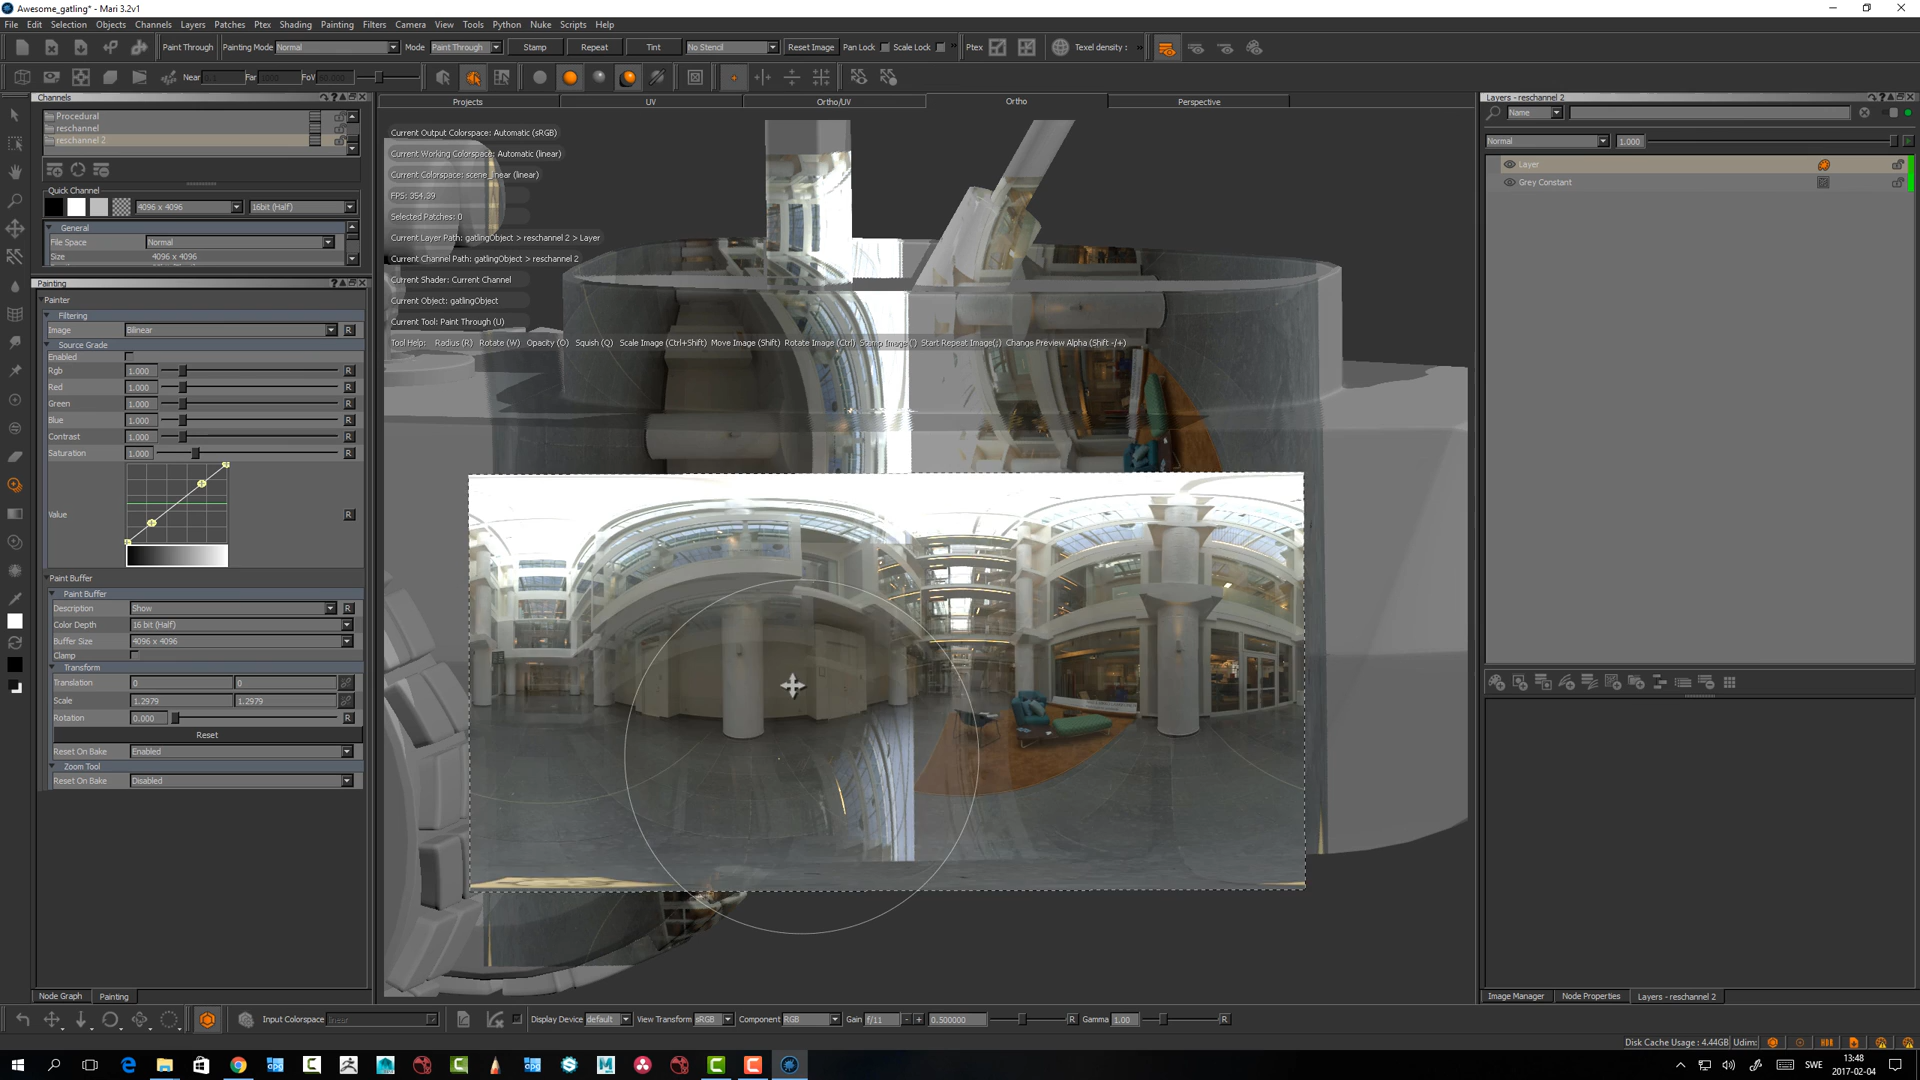 Awesome_gatling* - Mari 3.2v1
File Edit Selection Objects Channels Layers Patches Ptex Shading Painting Filters Camera View Tools Python Nuke Scripts Help
Paint Through Painting Mode Normal Mode Paint Through Stamp Repeat Tint No Stencil Reset Image Pan Lock Scale Lock Ptex Texel density :
Near 0.1 Far 1000 FoV
Channels
Procedural
reschannel
reschannel 2
Quick Channel
4096 x 4096 16bit (Half)
General
File Space Normal
Size 4096 x 4096
Painting
Painter
Filtering
Image Bilinear R
Source Grade
Enabled
Rgb 1.000 R
Red 1.000 R
Green 1.000 R
Blue 1.000 R
Contrast 1.000 R
Saturation 1.000 R
Value R
Paint Buffer
Paint Buffer
Description Show R
Color Depth 16 bit (Half)
Buffer Size 4096 x 4096
Clamp
Transform
Translation 0 0
Scale 1.2979 1.2979
Rotation 0.000 R
Reset
Reset On Bake Enabled
Zoom Tool
Reset On Bake Disabled
Node Graph Painting
Projects UV Ortho/UV Ortho Perspective
Current Output Colorspace: Automatic (sRGB)
Current Working Colorspace: Automatic (linear)
Current Colorspace: scene_linear (linear)
FPS: 354.39
Selected Patches: 0
Current Layer Path: gatlingObject > reschannel 2 > Layer
Current Channel Path: gatlingObject > reschannel 2
Current Shader: Current Channel
Current Object: gatlingObject
Current Tool: Paint Through (U)
Tool Help: Radius (R) Rotate (W) Opacity (O) Squish (Q) Scale Image (Ctrl+Shift) Move Image (Shift) Rotate Image (Ctrl) Stamp Image(') Start Repeat Image(;) Change Preview Alpha (Shift -/+)
Layers - reschannel 2
Name
Normal 1.000
Layer
Grey Constant
Image Manager Node Properties Layers - reschannel 2
Input Colorspace linear Display Device default View Transform sRGB Component RGB Gain f/11 - + 0.500000 R Gamma 1.00 R
Disk Cache Usage : 4.44GB Udim:
SWE
13:48
2017-02-04